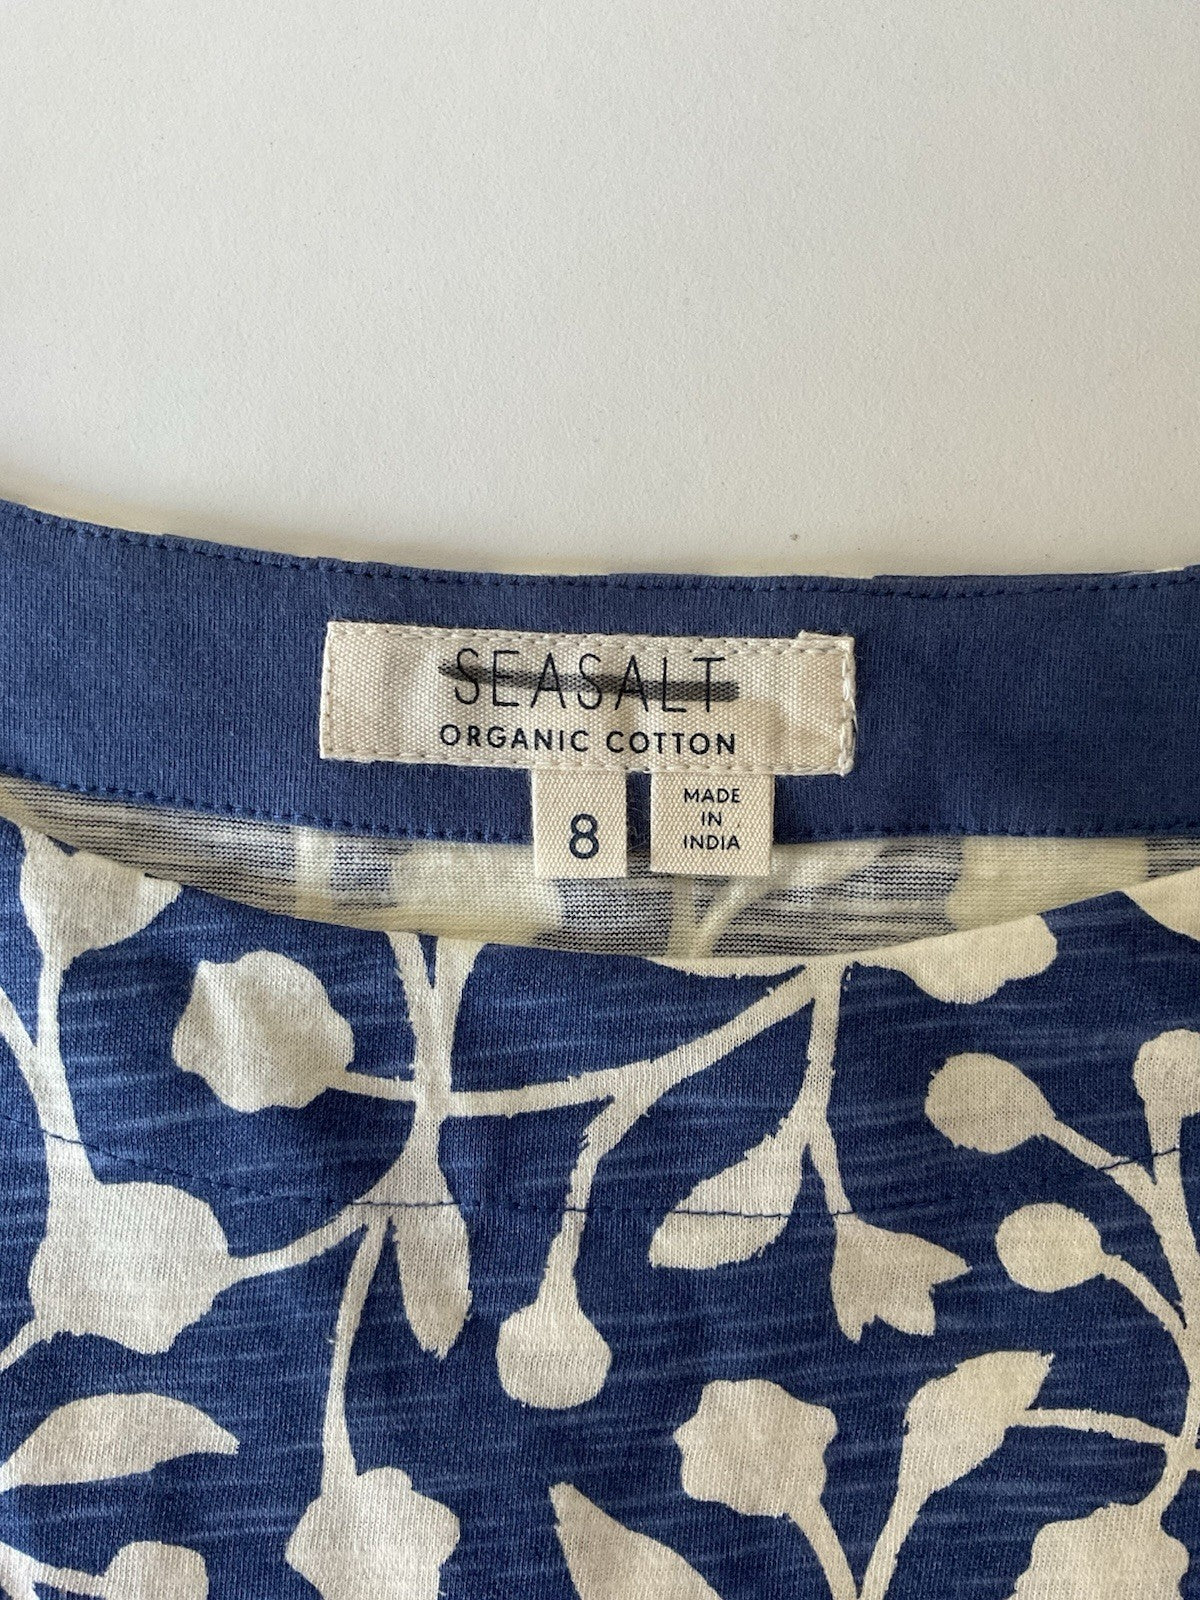 SEASALT
ORGANIC COTTON
8
MADE
IN
INDIA